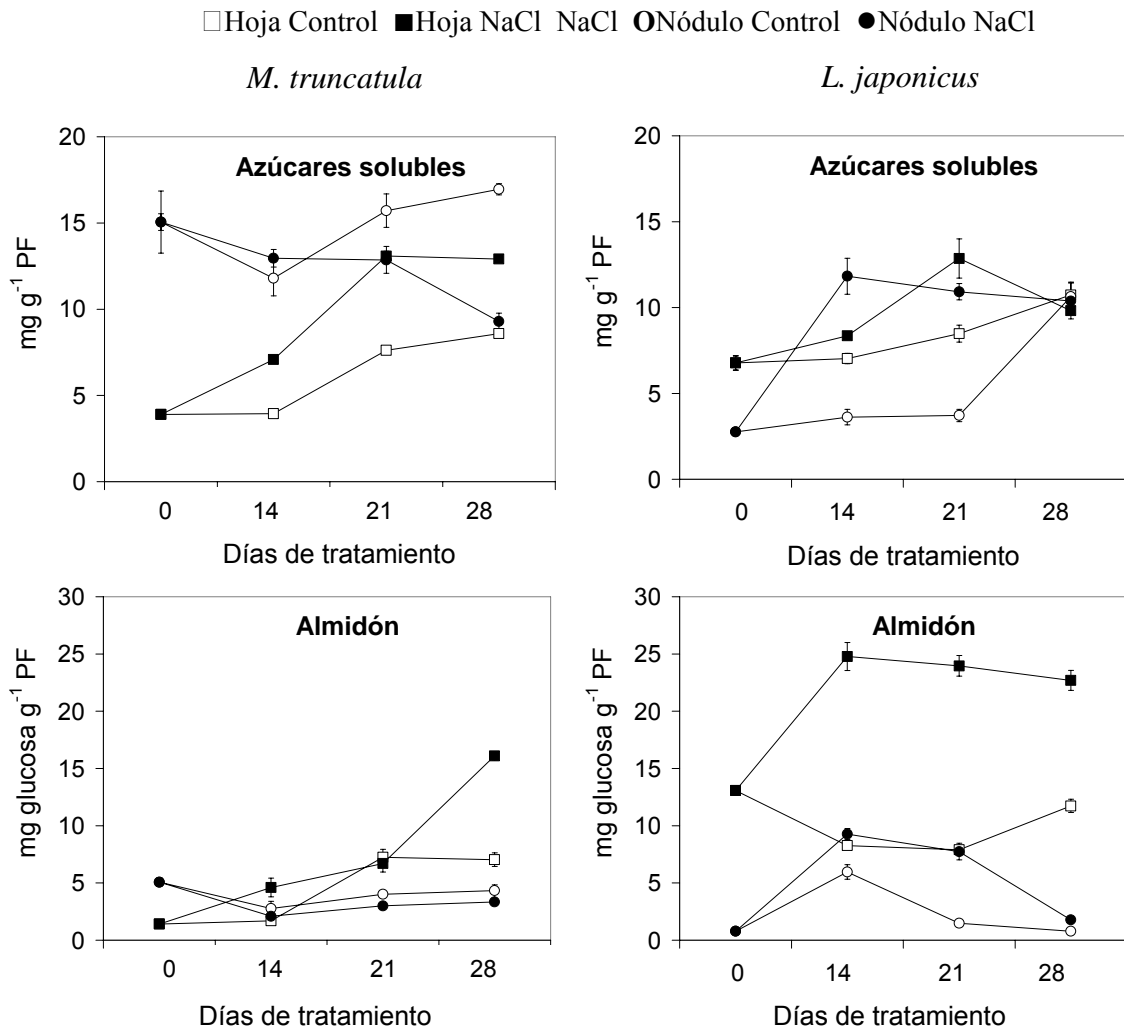 □Hoja Control ■Hoja NaCl NaCl ONódulo Control ●Nódulo NaCl
M. truncatula L. japonicus
Azúcares solubles
20
15
10
5
0
mg g⁻¹ PF
0 14 21 28
Días de tratamiento
Azúcares solubles
20
15
10
5
0
mg g⁻¹ PF
0 14 21 28
Días de tratamiento
Almidón
30
25
20
15
10
5
0
mg glucosa g⁻¹ PF
0 14 21 28
Días de tratamiento
Almidón
30
25
20
15
10
5
0
mg glucosa g⁻¹ PF
0 14 21 28
Días de tratamiento